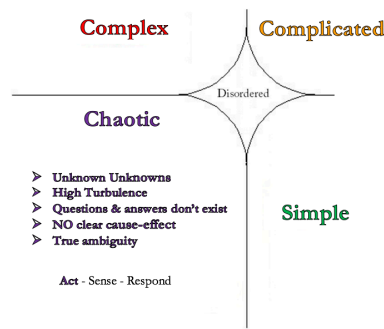 Complex
Complicated
Disordered
Chaotic
Unknown Unknowns
High Turbulence
Questions & answers don't exist
NO clear cause-effect
True ambiguity
Act - Sense - Respond
Simple